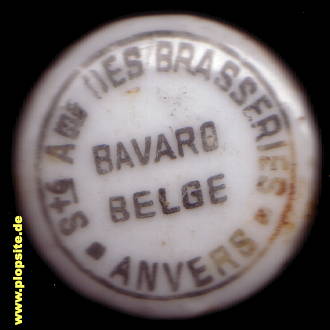 Sté Ame DES BRASSERIES
BAVARO
BELGE
ANVERS
www.plopsite.de